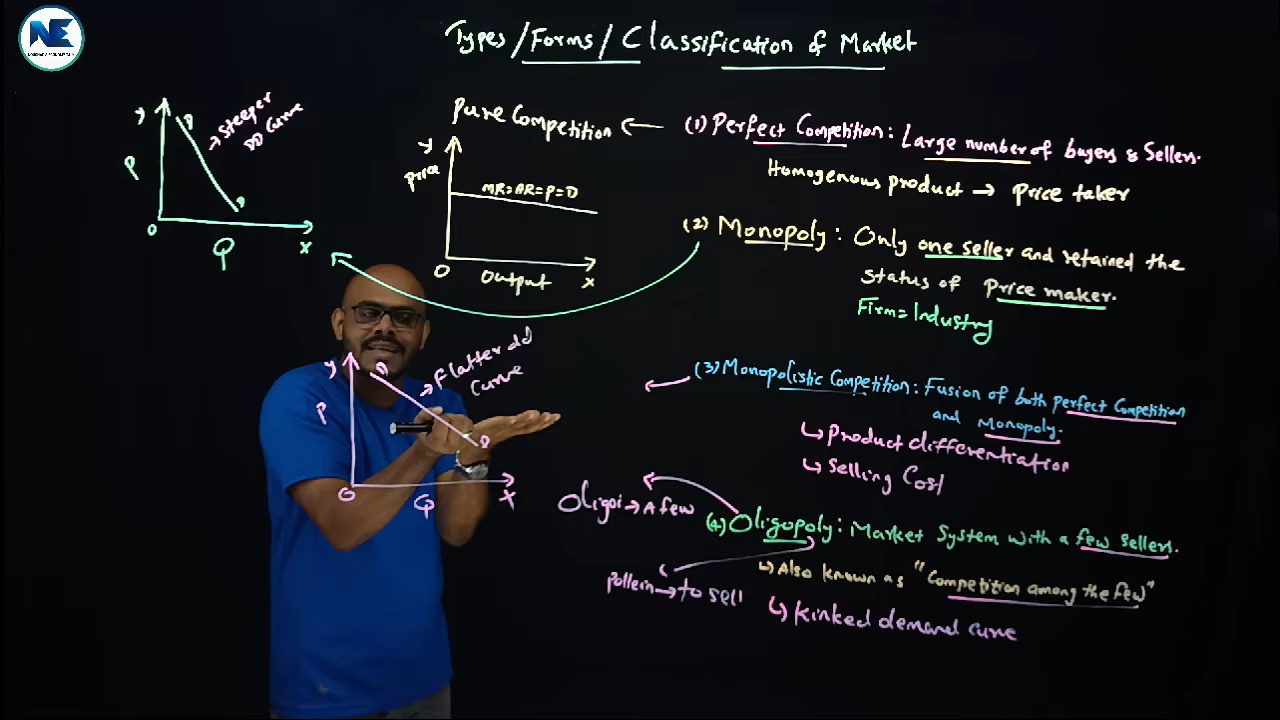 NE
Types/Forms/Classification of Market
y
P
O
Q
X
D
D
→ Steeper
DD Curve
Pure Competition ←
y
Price
MR=AR=P=D
O
Output
X
(1) Perfect Competition: Large number of buyers & Sellers.
Homogenous product → Price taker
(2) Monopoly: Only one seller and retained the
Status of Price maker.
Firm=Industry
y
P
O
Q
X
D
D
→ Flatter dd
Curve
(3) Monopolistic Competition: Fusion of both Perfect Competition
and Monopoly.
↳ Product differentiation
↳ Selling Cost
Oligoi → A few
(4) Oligopoly: Market System with a few Sellers.
Pollein → to sell
↳ Also known as "Competition among the few"
↳ Kinked demand curve